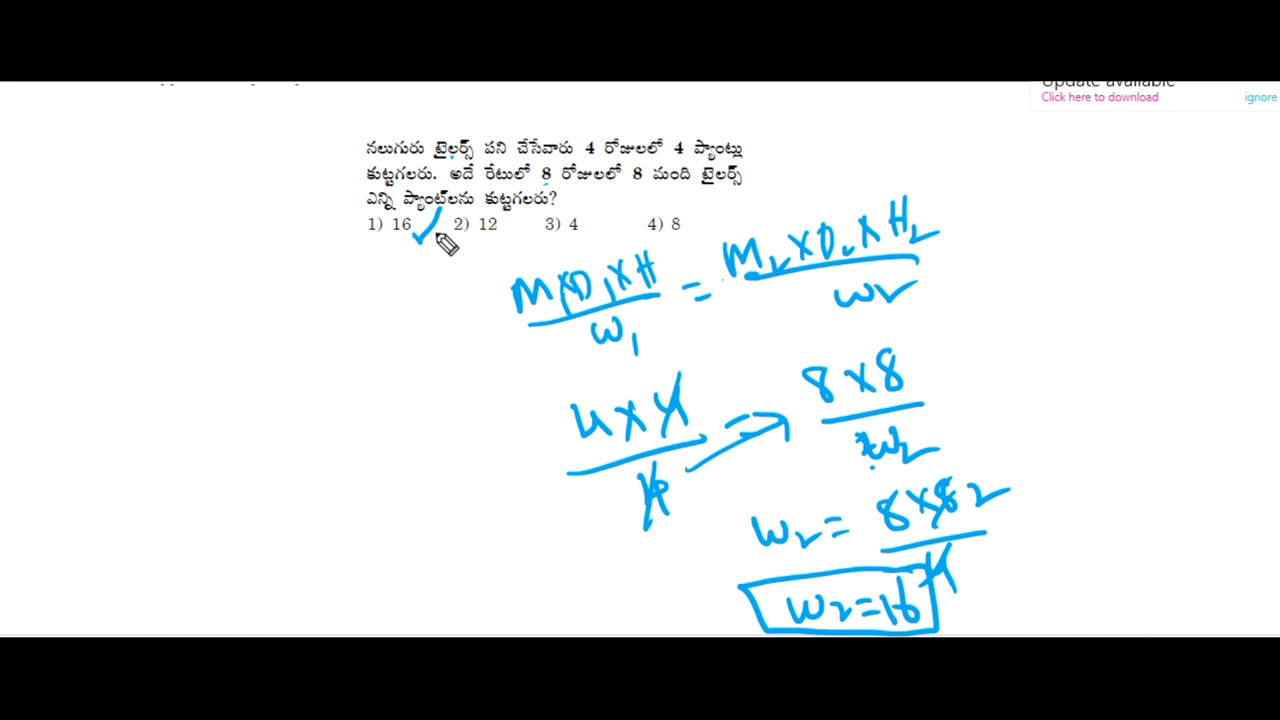 Update available
Click here to download ignore
నలుగురు టైలర్స్ పని చేసేవారు 4 రోజులలో 4 ప్యాంట్లు
కుట్టగలరు. అదే రేటులో 8 రోజులలో 8 మంది టైలర్స్
ఎన్ని ప్యాంట్‌లను కుట్టగలరు?
1) 16 2) 12 3) 4 4) 8
M1×D1×H / W1 = M2×D2×H2 / W2
4×4 / 4 = 8×8 / W2
W2 = 8×8 2 / 4
W2=16